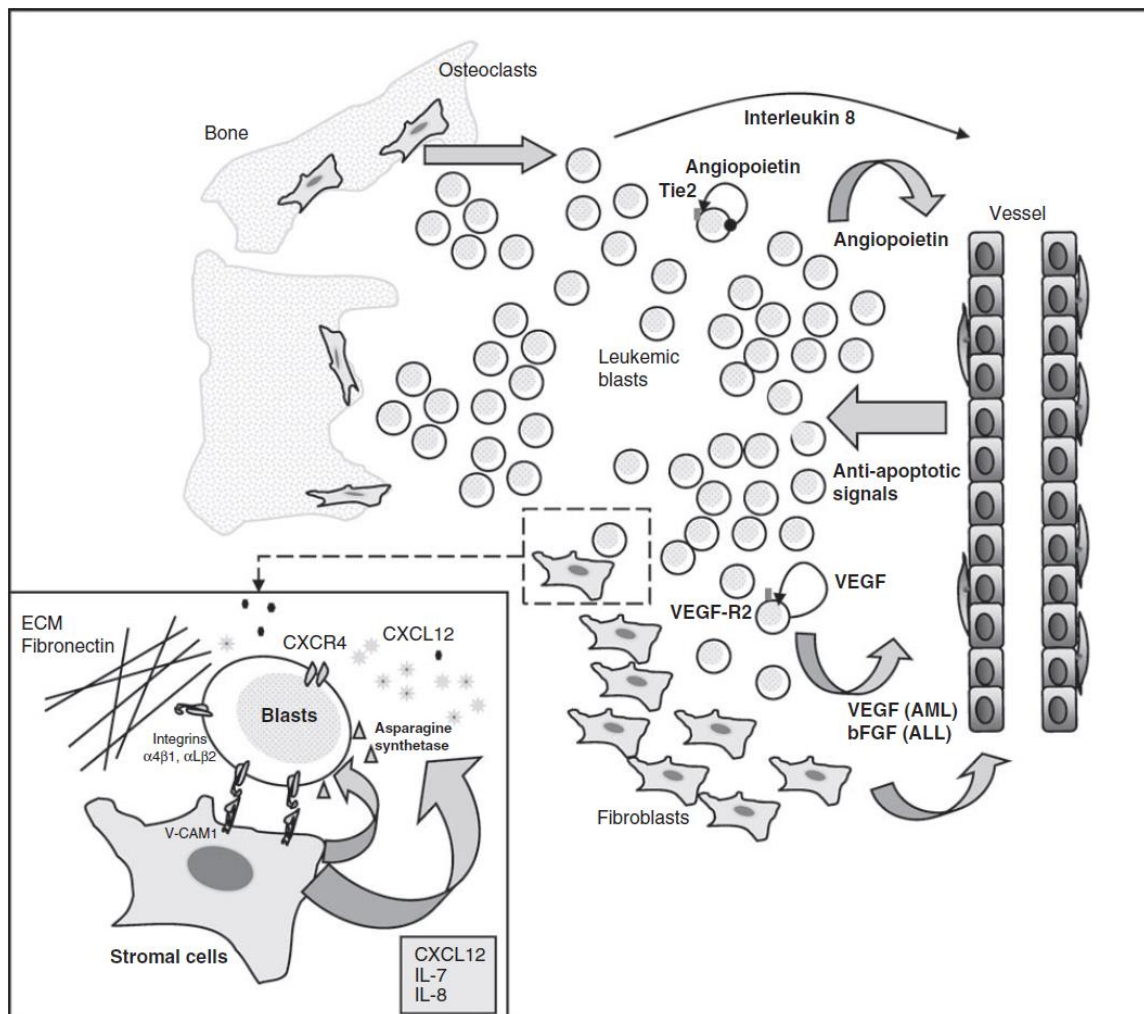 Osteoclasts
Bone
Interleukin 8
Angiopoietin
Tie2
Vessel
Angiopoietin
Leukemic
blasts
Anti-apoptotic
signals
VEGF
VEGF-R2
VEGF (AML)
bFGF (ALL)
Fibroblasts
ECM
Fibronectin
CXCR4
CXCL12
Blasts
Asparagine
synthetase
Integrins
α4β1, αLβ2
V-CAM1
Stromal cells
CXCL12
IL-7
IL-8